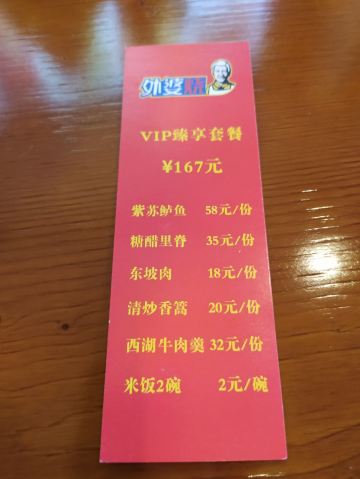 外婆
VIP臻享套餐
¥167元
紫苏鲈鱼 58元/份
糖醋里脊 35元/份
东坡肉 18元/份
清炒香篙 20元/份
西湖牛肉羹 32元/份
米饭2碗 2元/碗